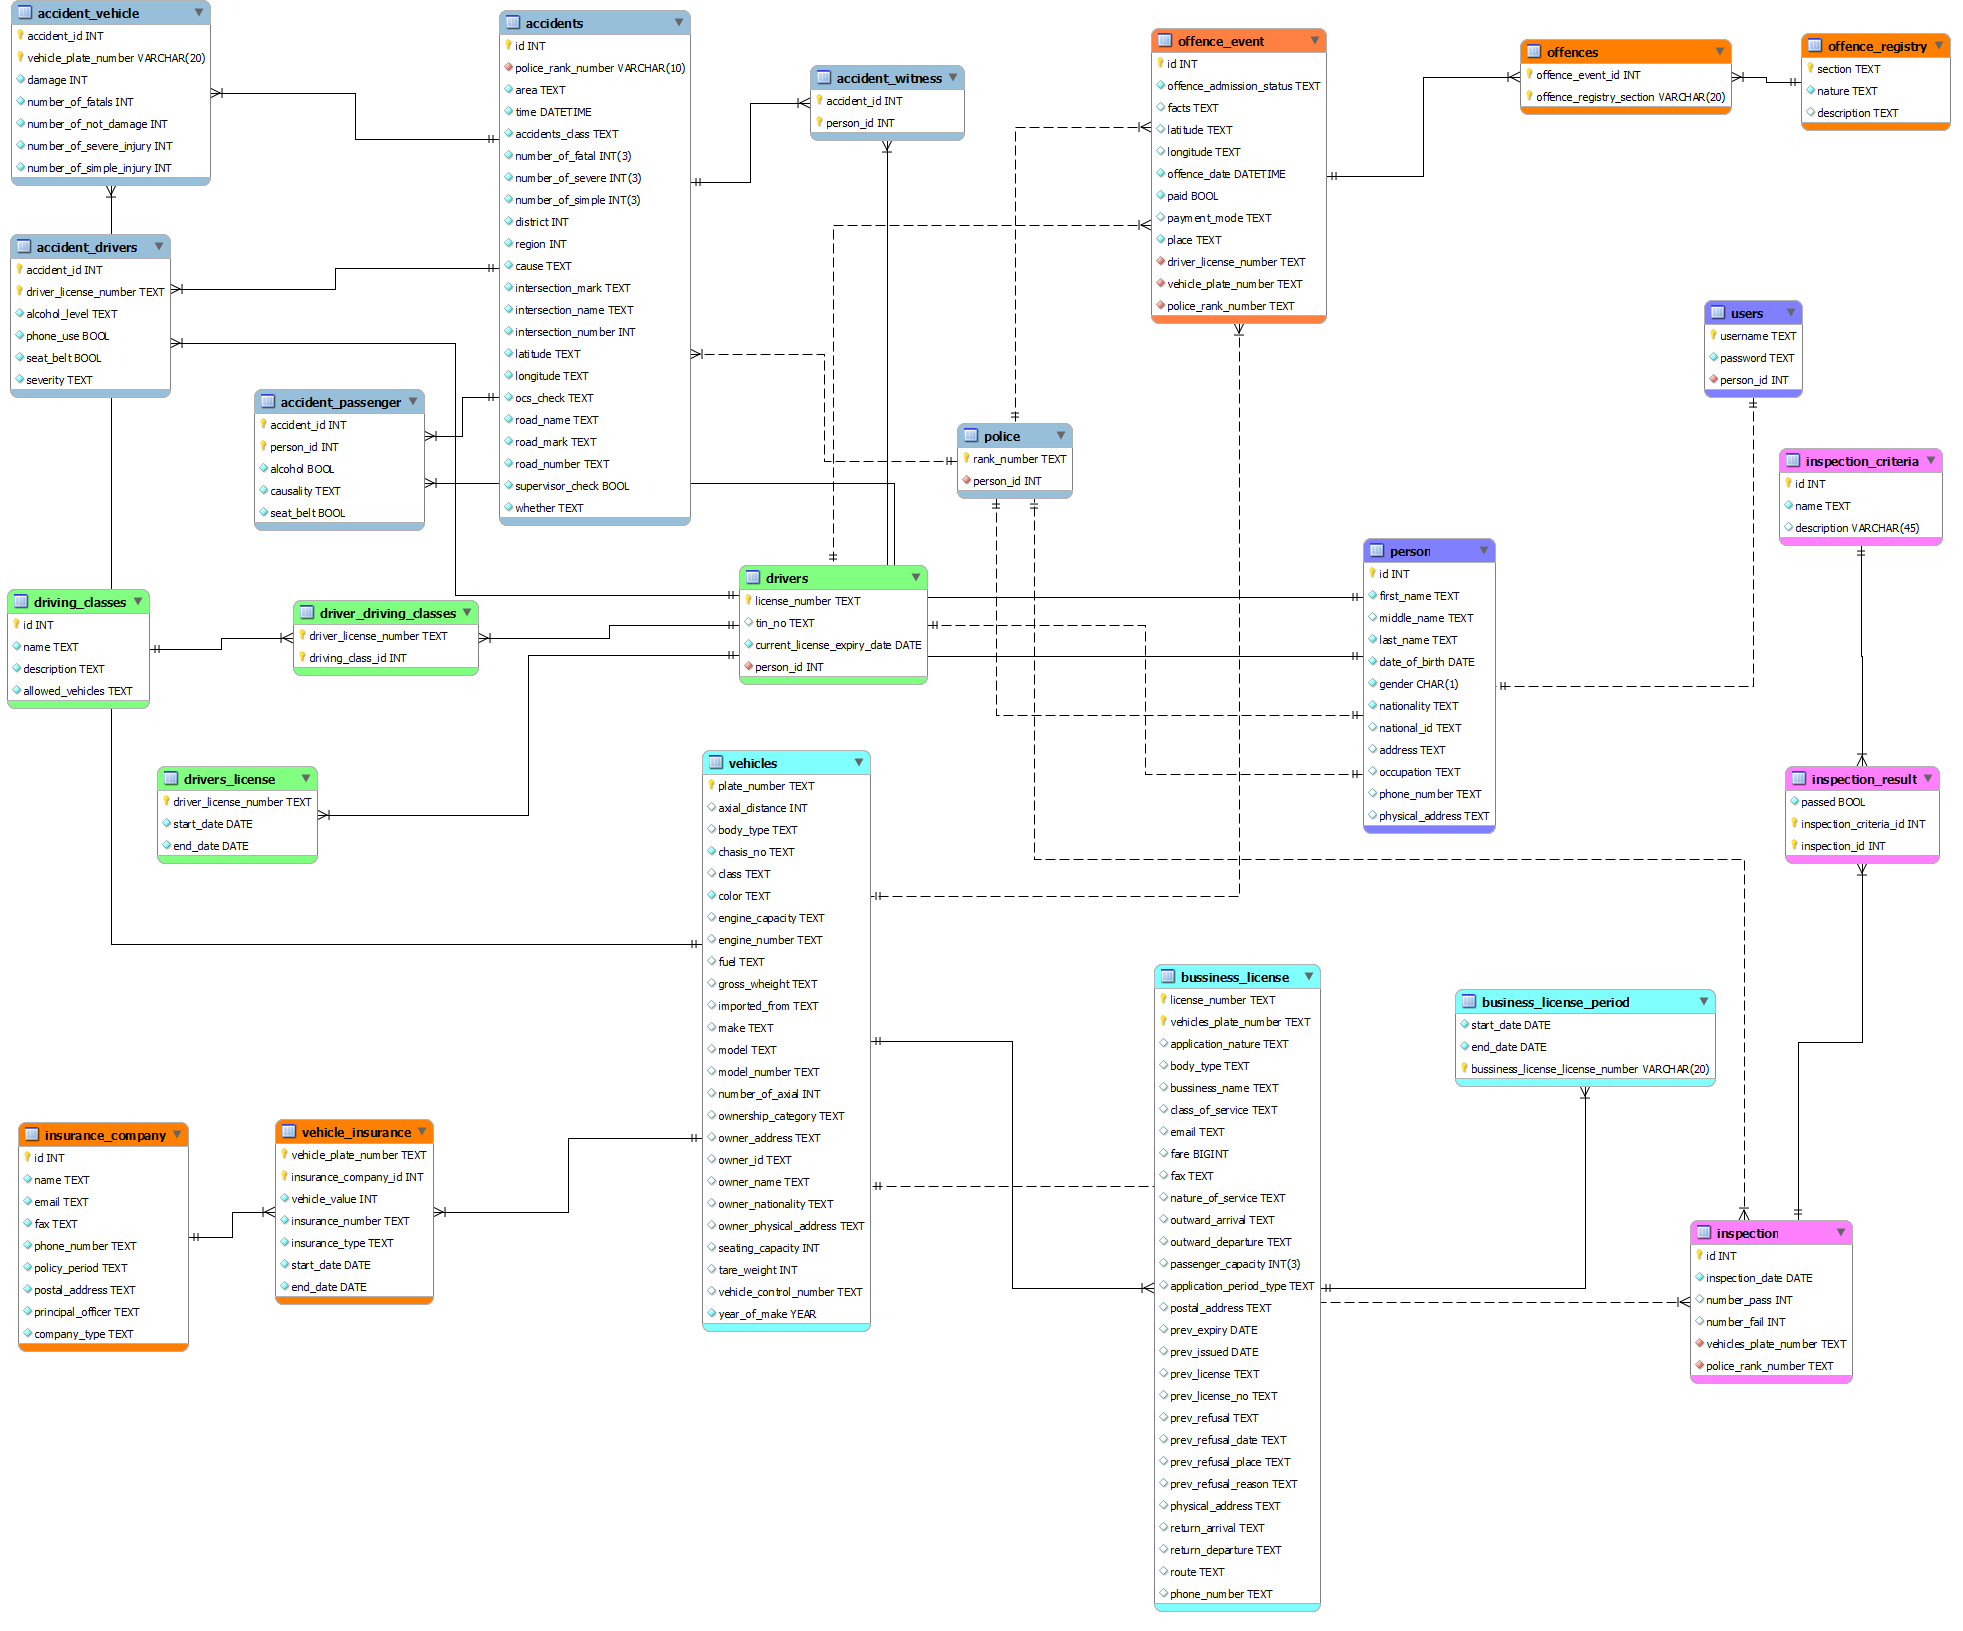 accident_vehicle
accident_id INT
vehicle_plate_number VARCHAR(20)
damage INT
number_of_fatals INT
number_of_not_damage INT
number_of_severe_injury INT
number_of_simple_injury INT
accident_drivers
accident_id INT
driver_license_number TEXT
alcohol_level TEXT
phone_use BOOL
seat_belt BOOL
severity TEXT
accident_passenger
accident_id INT
person_id INT
alcohol BOOL
causality TEXT
seat_belt BOOL
accidents
id INT
police_rank_number VARCHAR(10)
area TEXT
time DATETIME
accidents_class TEXT
number_of_fatal INT(3)
number_of_severe INT(3)
number_of_simple INT(3)
district INT
region INT
cause TEXT
intersection_mark TEXT
intersection_name TEXT
intersection_number INT
latitude TEXT
longitude TEXT
ocs_check TEXT
road_name TEXT
road_mark TEXT
road_number TEXT
supervisor_check BOOL
whether TEXT
accident_witness
accident_id INT
person_id INT
offence_event
id INT
offence_admission_status TEXT
facts TEXT
latitude TEXT
longitude TEXT
offence_date DATETIME
paid BOOL
payment_mode TEXT
place TEXT
driver_license_number TEXT
vehicle_plate_number TEXT
police_rank_number TEXT
offences
offence_event_id INT
offence_registry_section VARCHAR(20)
offence_registry
section TEXT
nature TEXT
description TEXT
users
username TEXT
password TEXT
person_id INT
police
rank_number TEXT
person_id INT
inspection_criteria
id INT
name TEXT
description VARCHAR(45)
person
id INT
first_name TEXT
middle_name TEXT
last_name TEXT
date_of_birth DATE
gender CHAR(1)
nationality TEXT
national_id TEXT
address TEXT
occupation TEXT
phone_number TEXT
physical_address TEXT
drivers
license_number TEXT
tin_no TEXT
current_license_expiry_date DATE
person_id INT
driving_classes
id INT
name TEXT
description TEXT
allowed_vehicles TEXT
driver_driving_classes
driver_license_number TEXT
driving_class_id INT
drivers_license
driver_license_number TEXT
start_date DATE
end_date DATE
vehicles
plate_number TEXT
axial_distance INT
body_type TEXT
chasis_no TEXT
class TEXT
color TEXT
engine_capacity TEXT
engine_number TEXT
fuel TEXT
gross_wheight TEXT
imported_from TEXT
make TEXT
model TEXT
model_number TEXT
number_of_axial INT
ownership_category TEXT
owner_address TEXT
owner_id TEXT
owner_name TEXT
owner_nationality TEXT
owner_physical_address TEXT
seating_capacity INT
tare_weight INT
vehicle_control_number TEXT
year_of_make YEAR
inspection_result
passed BOOL
inspection_criteria_id INT
inspection_id INT
bussiness_license
license_number TEXT
vehicles_plate_number TEXT
application_nature TEXT
body_type TEXT
bussiness_name TEXT
class_of_service TEXT
email TEXT
fare BIGINT
fax TEXT
nature_of_service TEXT
outward_arrival TEXT
outward_departure TEXT
passenger_capacity INT(3)
application_period_type TEXT
postal_address TEXT
prev_expiry DATE
prev_issued DATE
prev_license TEXT
prev_license_no TEXT
prev_refusal TEXT
prev_refusal_date TEXT
prev_refusal_place TEXT
prev_refusal_reason TEXT
physical_address TEXT
return_arrival TEXT
return_departure TEXT
route TEXT
phone_number TEXT
business_license_period
start_date DATE
end_date DATE
bussiness_license_license_number VARCHAR(20)
insurance_company
id INT
name TEXT
email TEXT
fax TEXT
phone_number TEXT
policy_period TEXT
postal_address TEXT
principal_officer TEXT
company_type TEXT
vehicle_insurance
vehicle_plate_number TEXT
insurance_company_id INT
vehicle_value INT
insurance_number TEXT
insurance_type TEXT
start_date DATE
end_date DATE
inspection
id INT
inspection_date DATE
number_pass INT
number_fail INT
vehicles_plate_number TEXT
police_rank_number TEXT